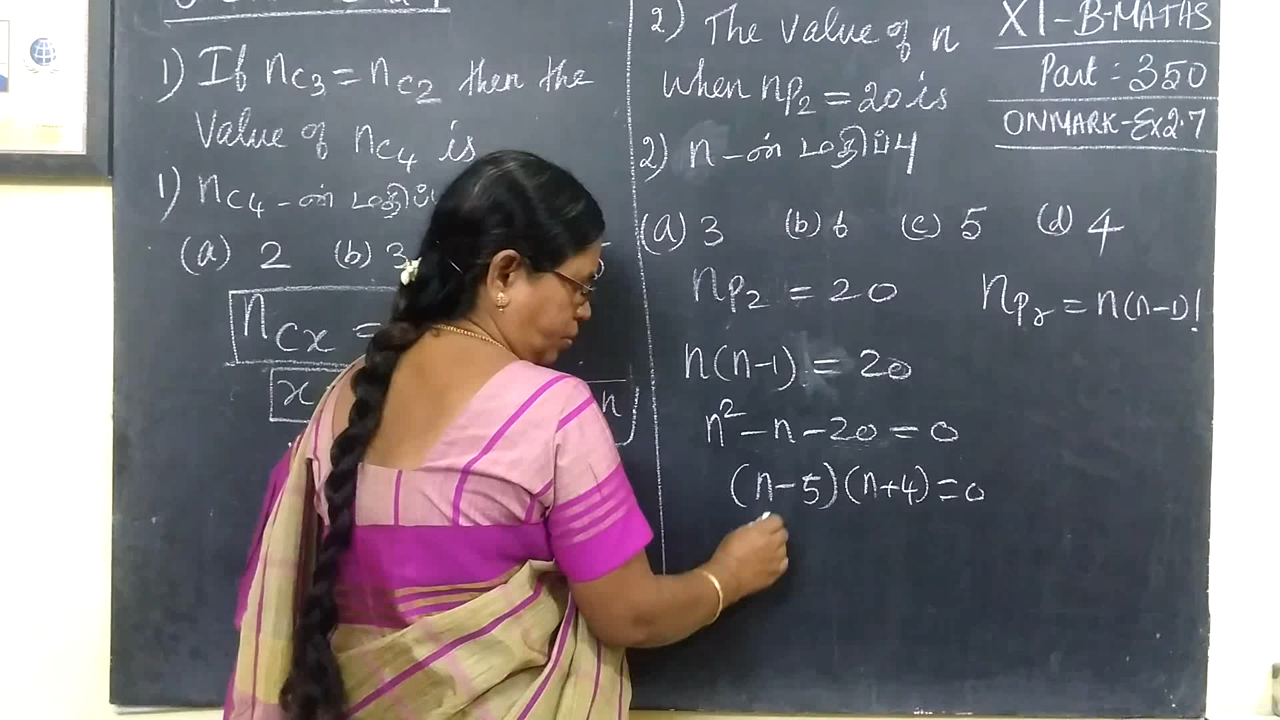 1) If nC3 = nC2 then the
Value of nC4 is
1) nC4 - ன் மதிப்
(a) 2 (b) 3
nCx =
x n
2) The value of n
when nP2 = 20 is
2) n - ன் மதிப்பு
(a) 3 (b) 6 (c) 5 (d) 4
nP2 = 20 nPr = n(n-1)!
n(n-1) = 20
n² - n - 20 = 0
(n-5)(n+4) = 0
XI - B-MATHS
Part : 350
ONMARK - Ex2.7